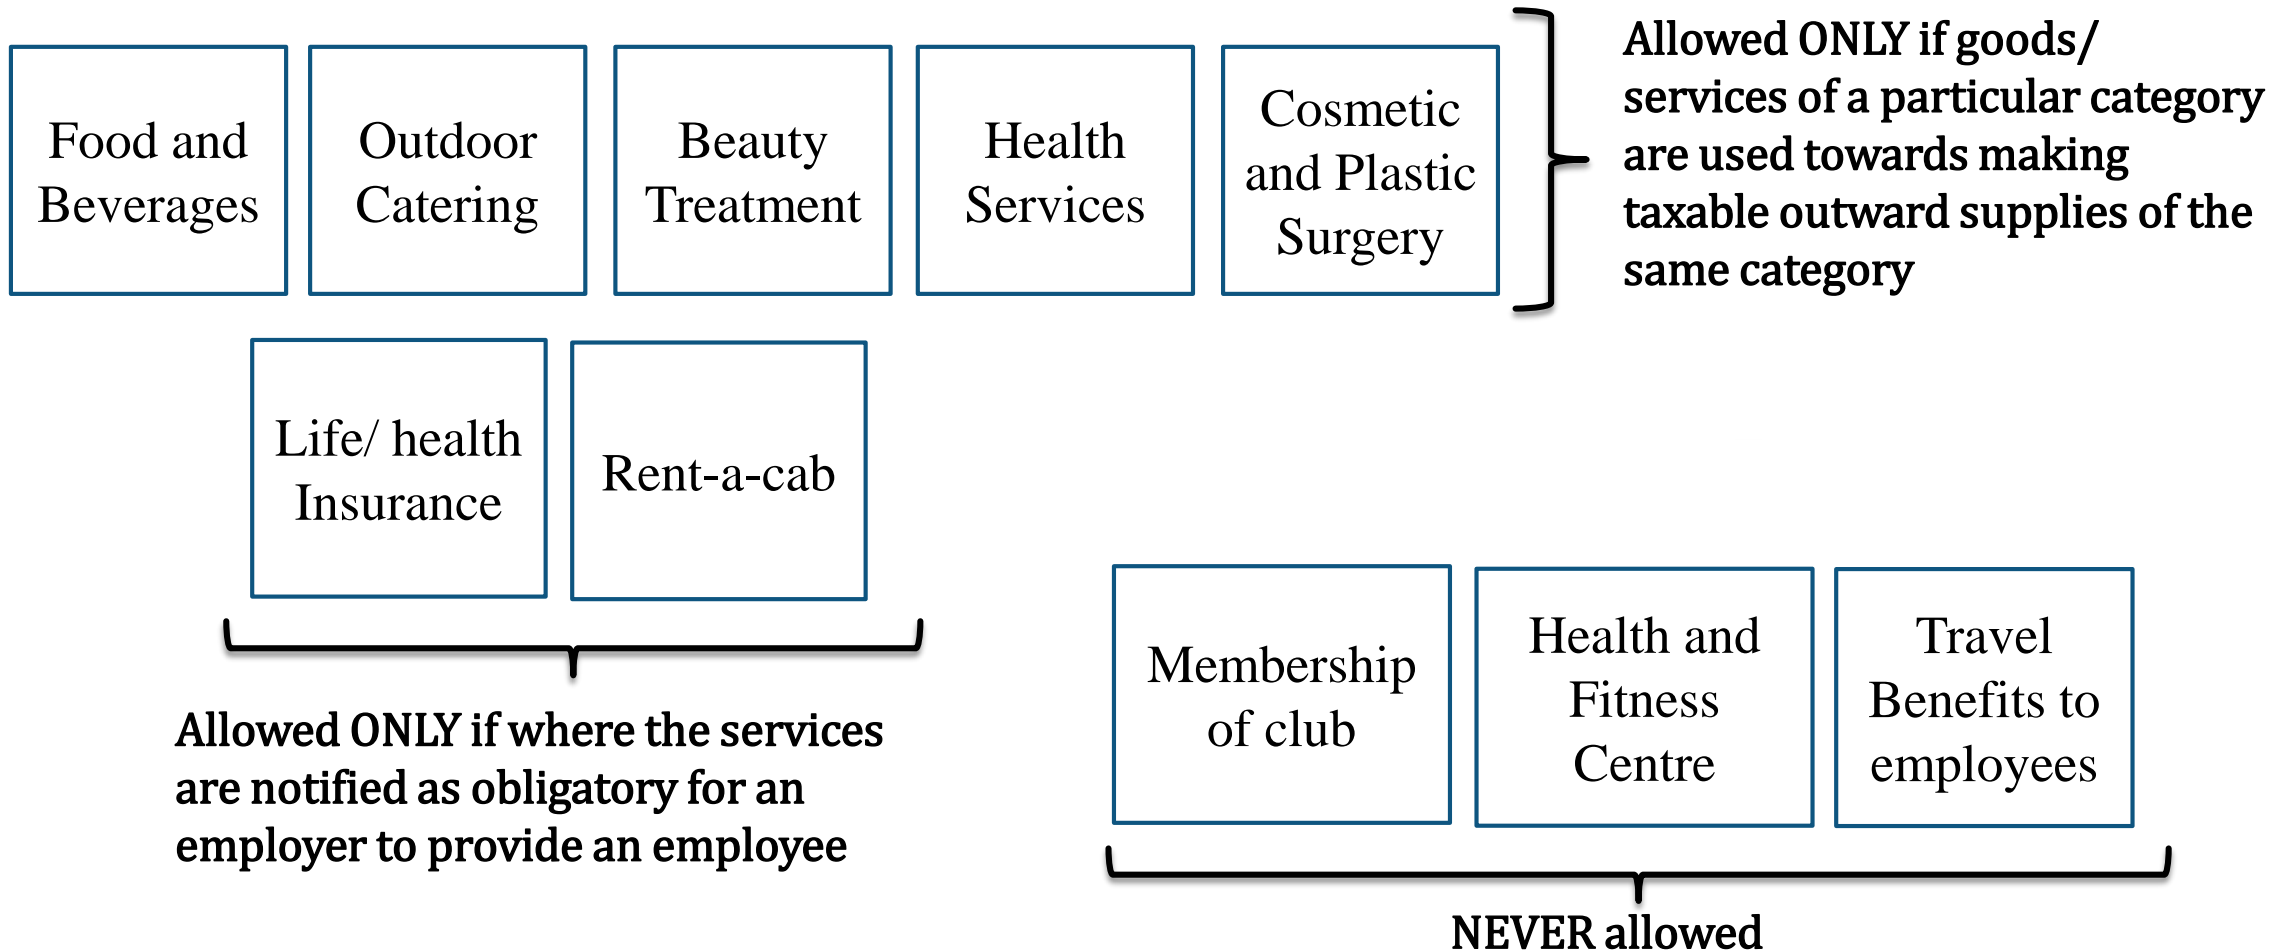 Food and
Beverages
Outdoor
Catering
Beauty
Treatment
Health
Services
Cosmetic
and Plastic
Surgery
Allowed ONLY if goods/
services of a particular category
are used towards making
taxable outward supplies of the
same category
Life/ health
Insurance
Rent-a-cab
Allowed ONLY if where the services
are notified as obligatory for an
employer to provide an employee
Membership
of club
Health and
Fitness
Centre
Travel
Benefits to
employees
NEVER allowed